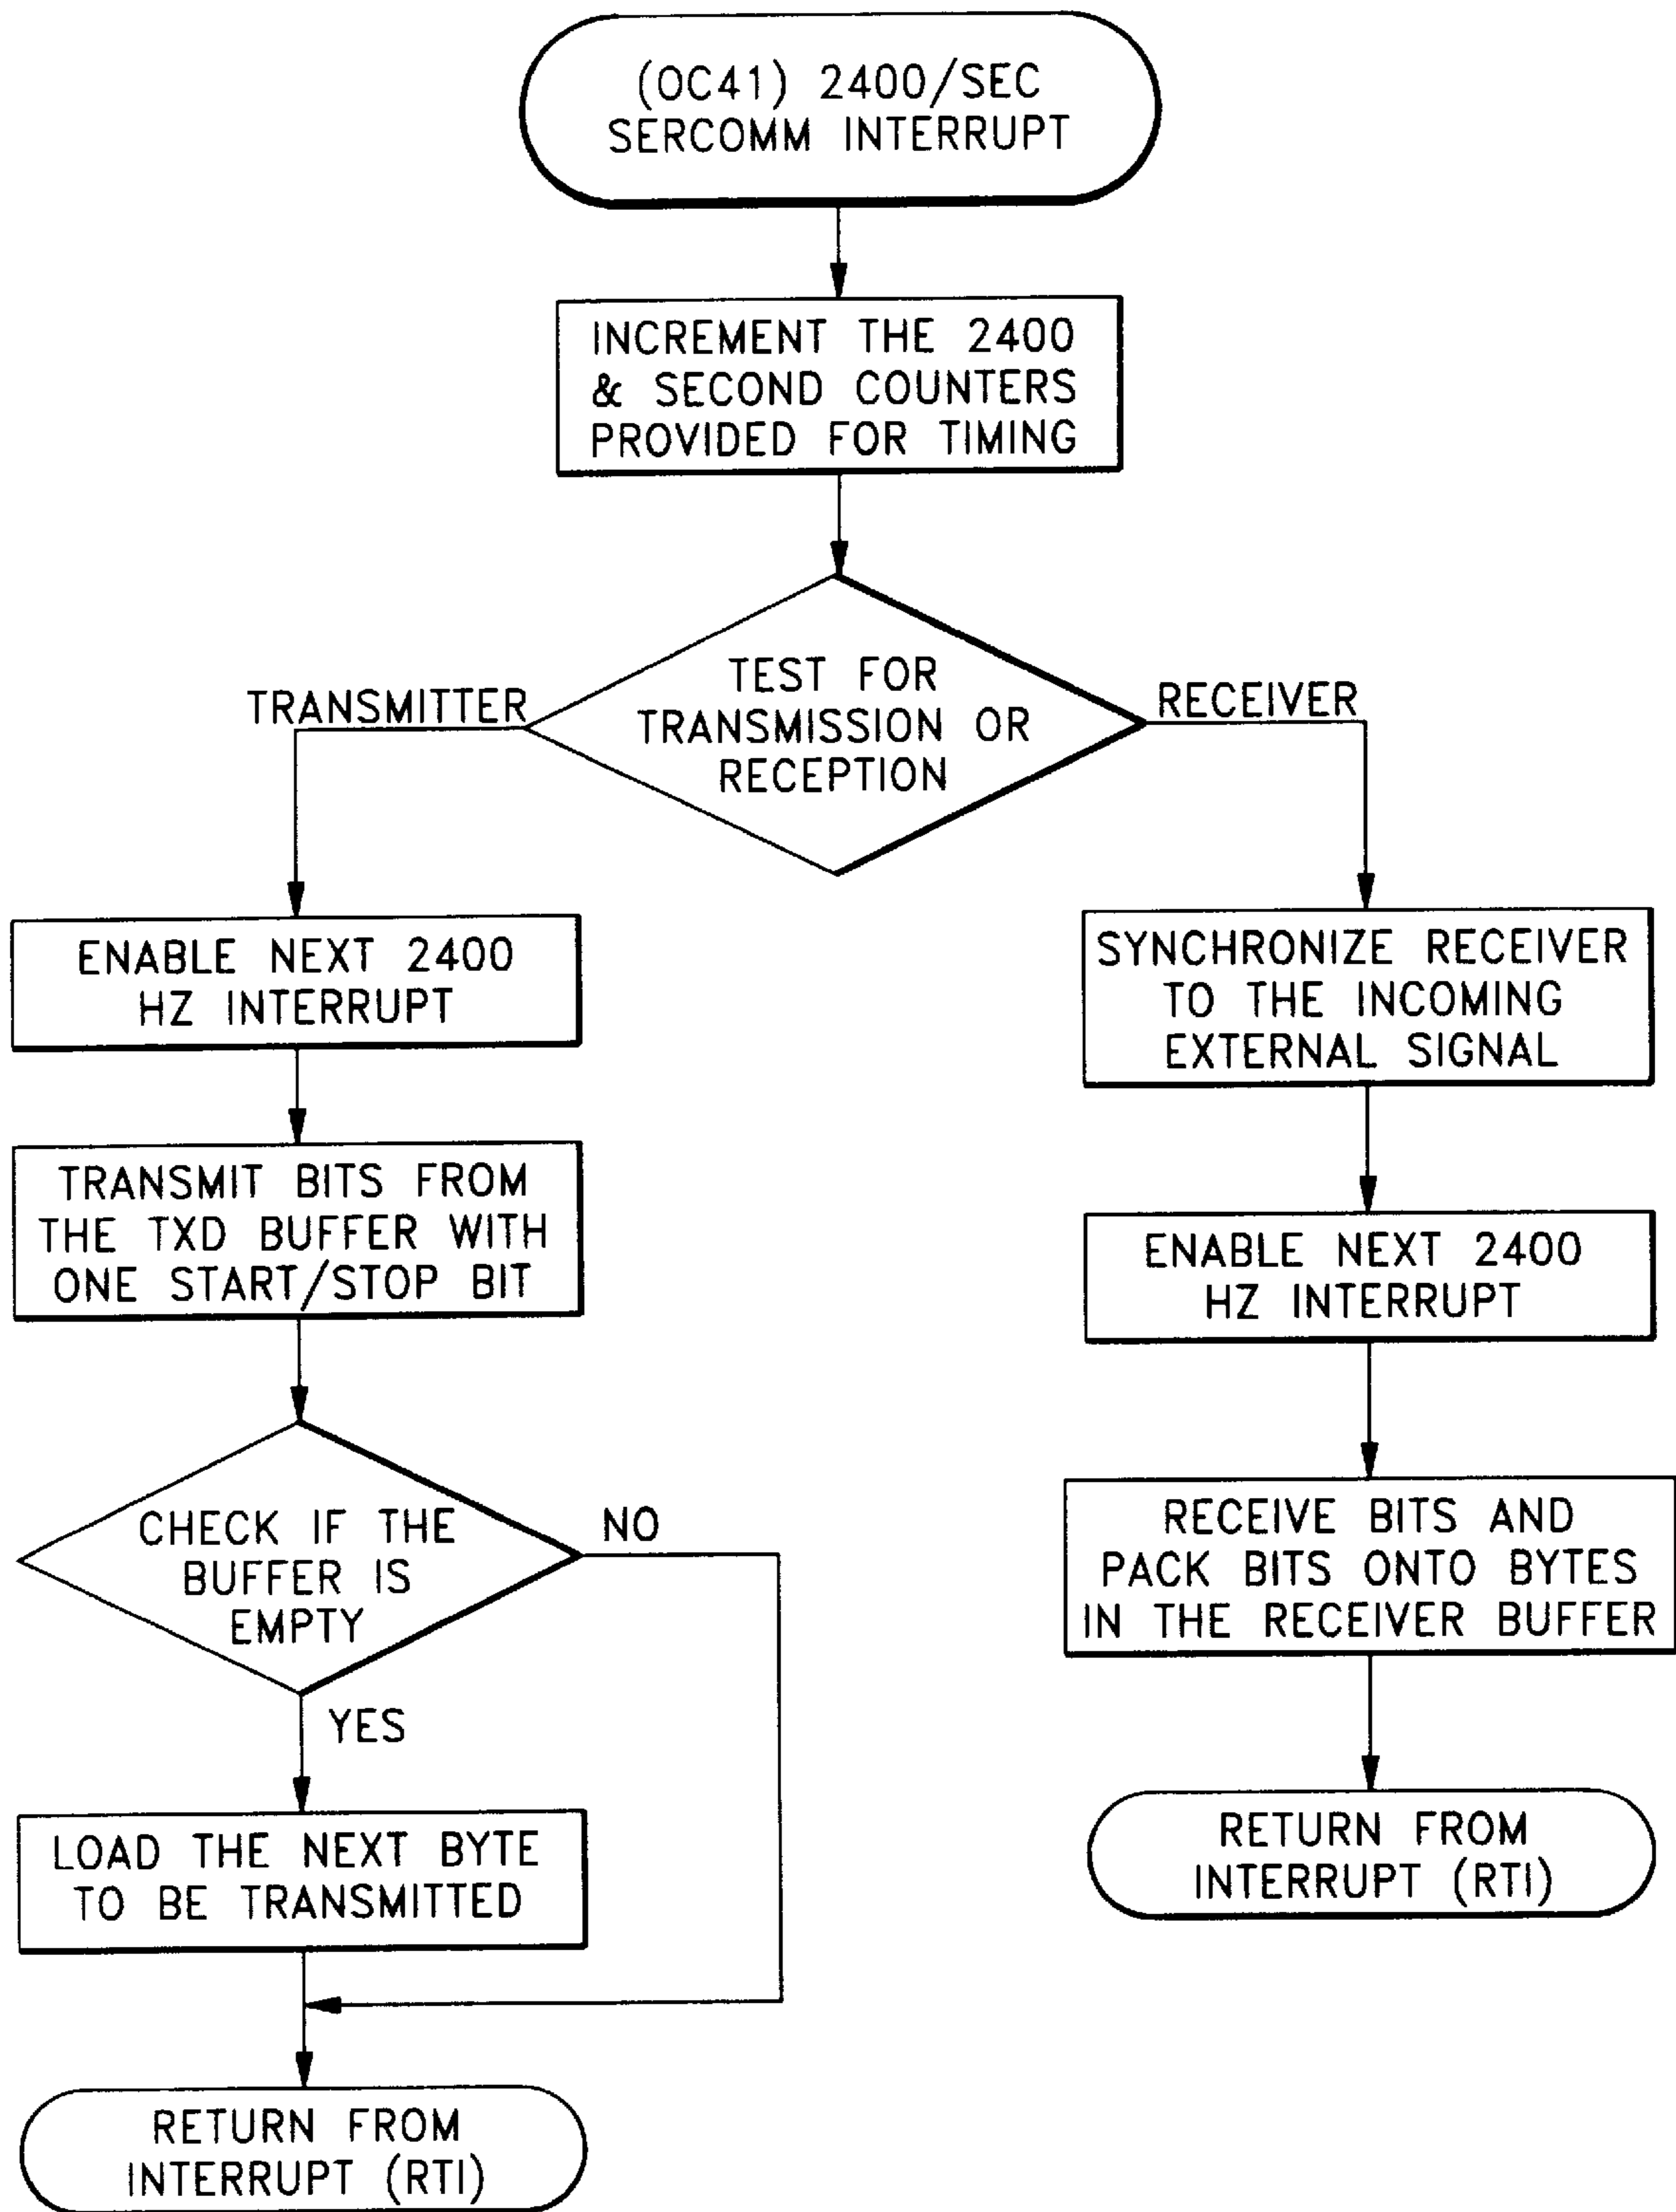 (OC41) 2400/SEC
SERCOMM INTERRUPT
INCREMENT THE 2400
& SECOND COUNTERS
PROVIDED FOR TIMING
TEST FOR
TRANSMISSION OR
RECEPTION
TRANSMITTER
RECEIVER
ENABLE NEXT 2400
HZ INTERRUPT
TRANSMIT BITS FROM
THE TXD BUFFER WITH
ONE START/STOP BIT
CHECK IF THE
BUFFER IS
EMPTY
NO
YES
LOAD THE NEXT BYTE
TO BE TRANSMITTED
RETURN FROM
INTERRUPT (RTI)
SYNCHRONIZE RECEIVER
TO THE INCOMING
EXTERNAL SIGNAL
ENABLE NEXT 2400
HZ INTERRUPT
RECEIVE BITS AND
PACK BITS ONTO BYTES
IN THE RECEIVER BUFFER
RETURN FROM
INTERRUPT (RTI)